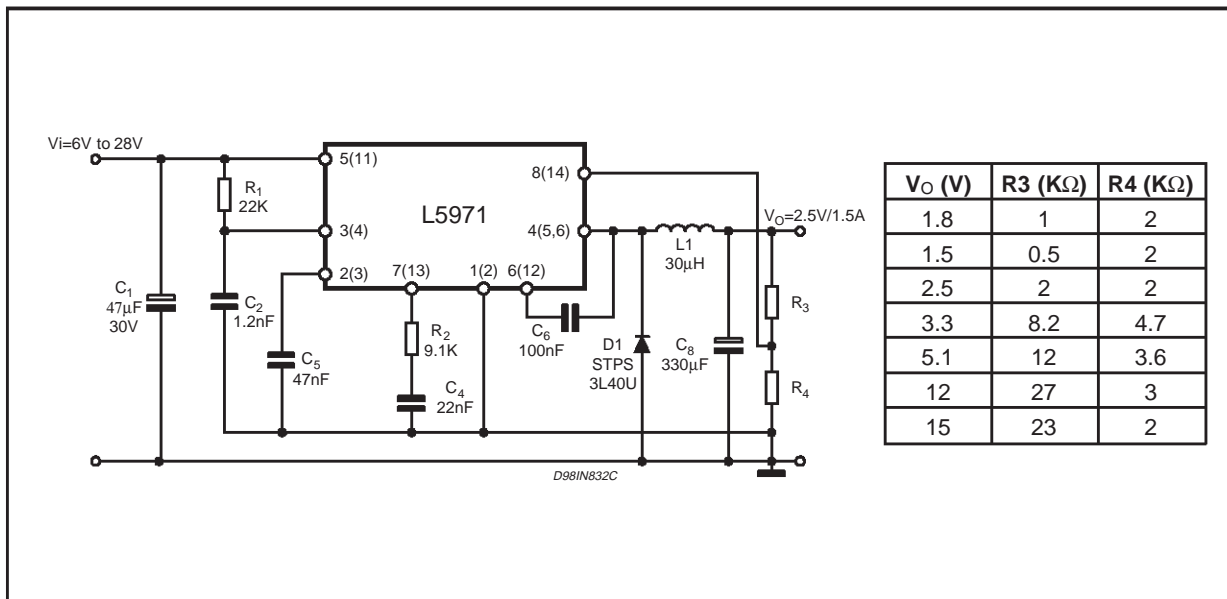 Vi=6V to 28V
5(11)
8(14)
R1
22K
L5971
VO=2.5V/1.5A
3(4)
4(5,6)
L1
30µH
2(3)
7(13)
1(2)
6(12)
C1
47µF
30V
C2
1.2nF
R2
9.1K
C6
100nF
D1
STPS
3L40U
C8
330µF
R3
C5
47nF
C4
22nF
R4
D98IN832C
VO (V) R3 (KΩ) R4 (KΩ)
1.8 1 2
1.5 0.5 2
2.5 2 2
3.3 8.2 4.7
5.1 12 3.6
12 27 3
15 23 2